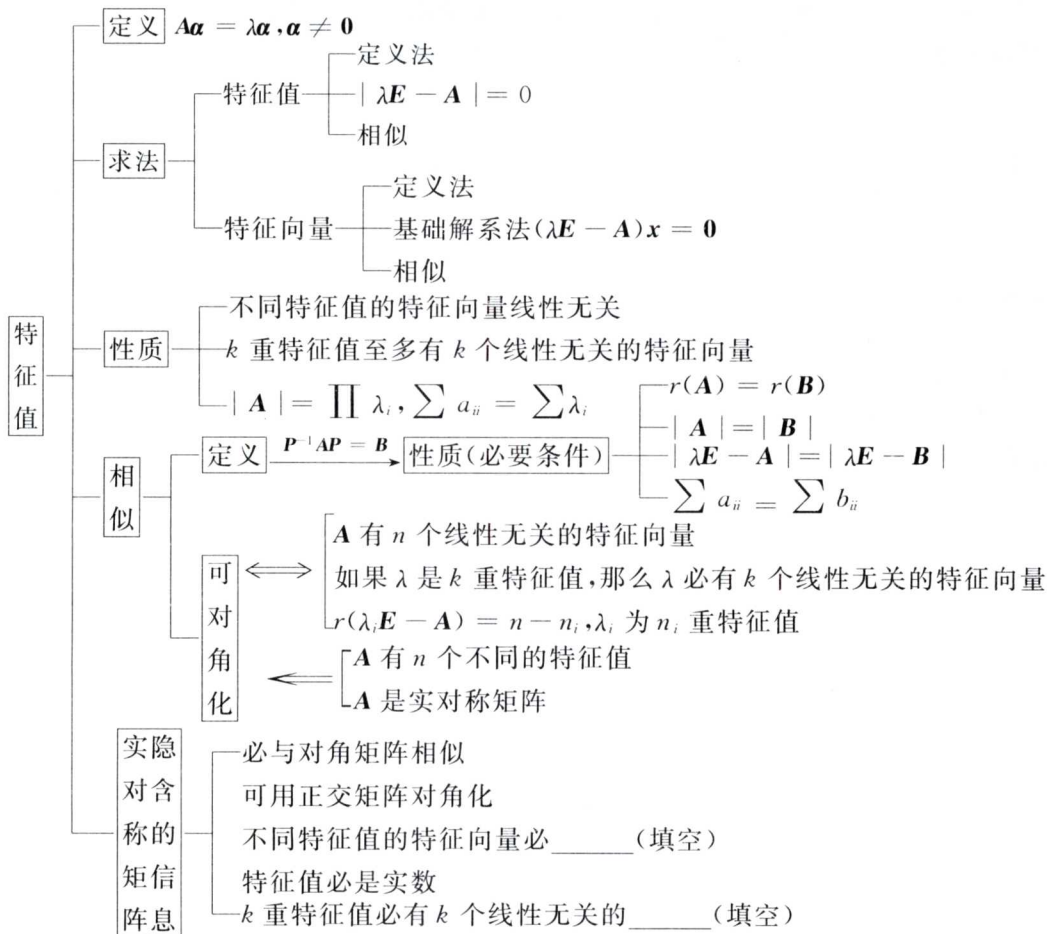 定义 Aα = λα,α ≠ 0
定义法
特征值
| λE − A | = 0
相似
求法
定义法
特征向量
基础解系法(λE − A)x = 0
相似
特征值
不同特征值的特征向量线性无关
性质
k 重特征值至多有 k 个线性无关的特征向量
| A | = ∏ λᵢ, ∑ aᵢᵢ = ∑λᵢ
相似
定义 P⁻¹AP = B 性质(必要条件)
r(A) = r(B)
| A | = | B |
| λE − A | = | λE − B |
∑ aᵢᵢ = ∑ bᵢᵢ
可对角化
A 有 n 个线性无关的特征向量
如果 λ 是 k 重特征值,那么 λ 必有 k 个线性无关的特征向量
r(λᵢE − A) = n − nᵢ,λᵢ 为 nᵢ 重特征值
A 有 n 个不同的特征值
A 是实对称矩阵
实对称矩阵
隐含的信息
必与对角矩阵相似
可用正交矩阵对角化
不同特征值的特征向量必______(填空)
特征值必是实数
k 重特征值必有 k 个线性无关的______(填空)